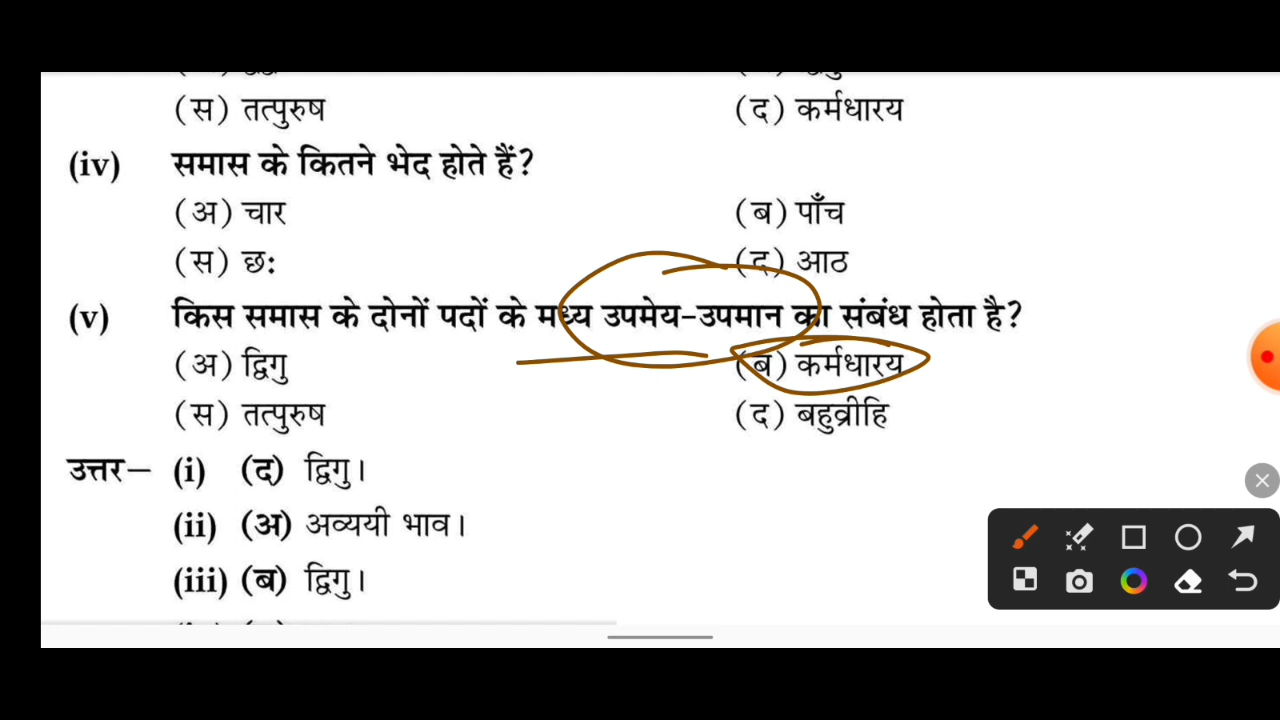 (स) तत्पुरुष (द) कर्मधारय
(iv) समास के कितने भेद होते हैं?
(अ) चार (ब) पाँच
(स) छः (द) आठ
(v) किस समास के दोनों पदों के मध्य उपमेय-उपमान का संबंध होता है?
(अ) द्विगु (ब) कर्मधारय
(स) तत्पुरुष (द) बहुव्रीहि
उत्तर— (i) (द) द्विगु।
(ii) (अ) अव्ययी भाव।
(iii) (ब) द्विगु।